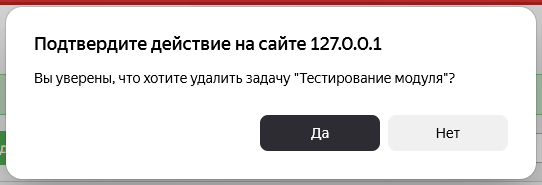 Подтвердите действие на сайте 127.0.0.1
Вы уверены, что хотите удалить задачу "Тестирование модуля"?
Да
Нет